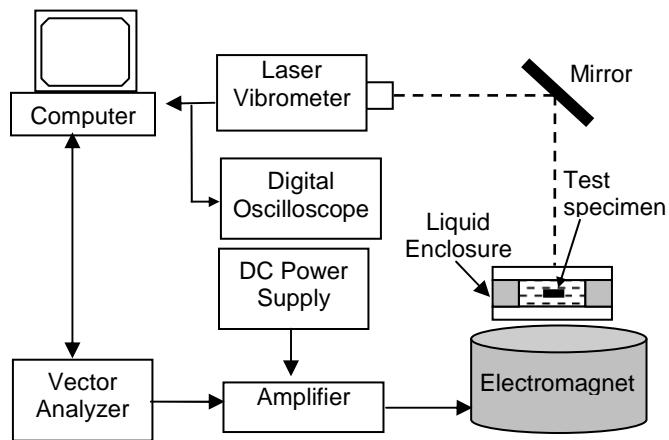 Laser
Vibrometer
Mirror
Computer
Digital
Oscilloscope
Test
specimen
Liquid
Enclosure
DC Power
Supply
Vector
Analyzer
Amplifier
Electromagnet